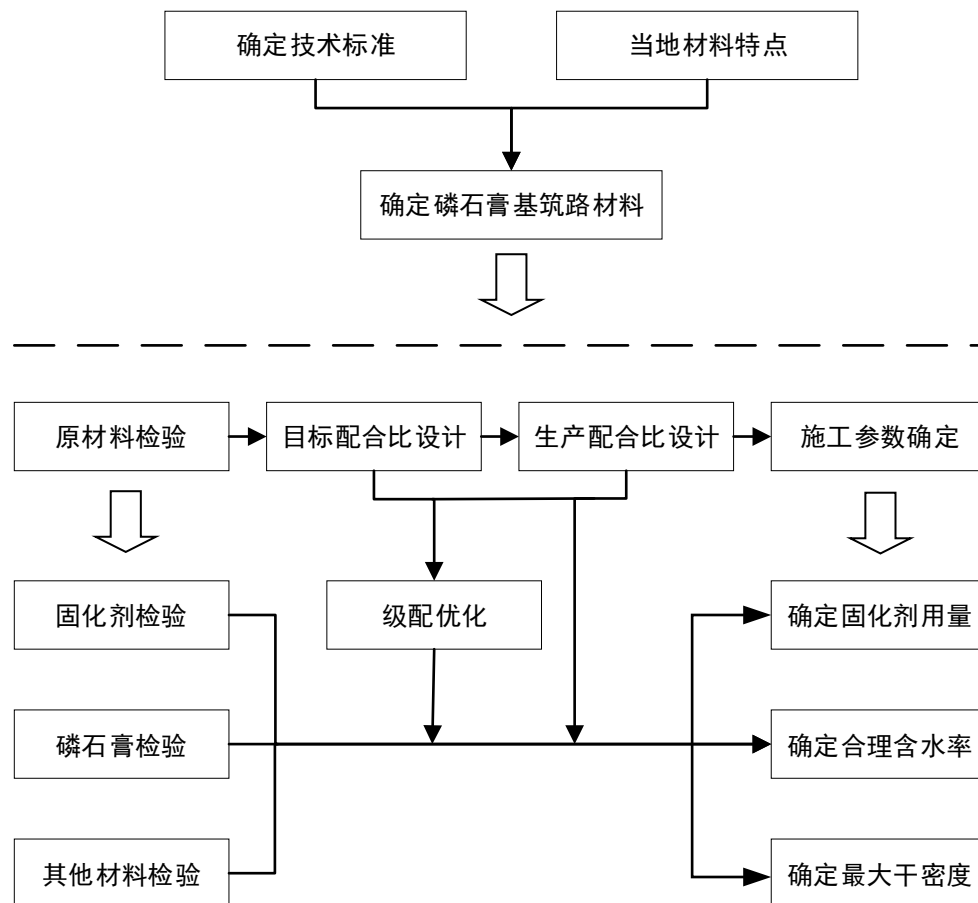 确定技术标准
当地材料特点
确定磷石膏基筑路材料
原材料检验
目标配合比设计
生产配合比设计
施工参数确定
固化剂检验
级配优化
确定固化剂用量
磷石膏检验
确定合理含水率
其他材料检验
确定最大干密度